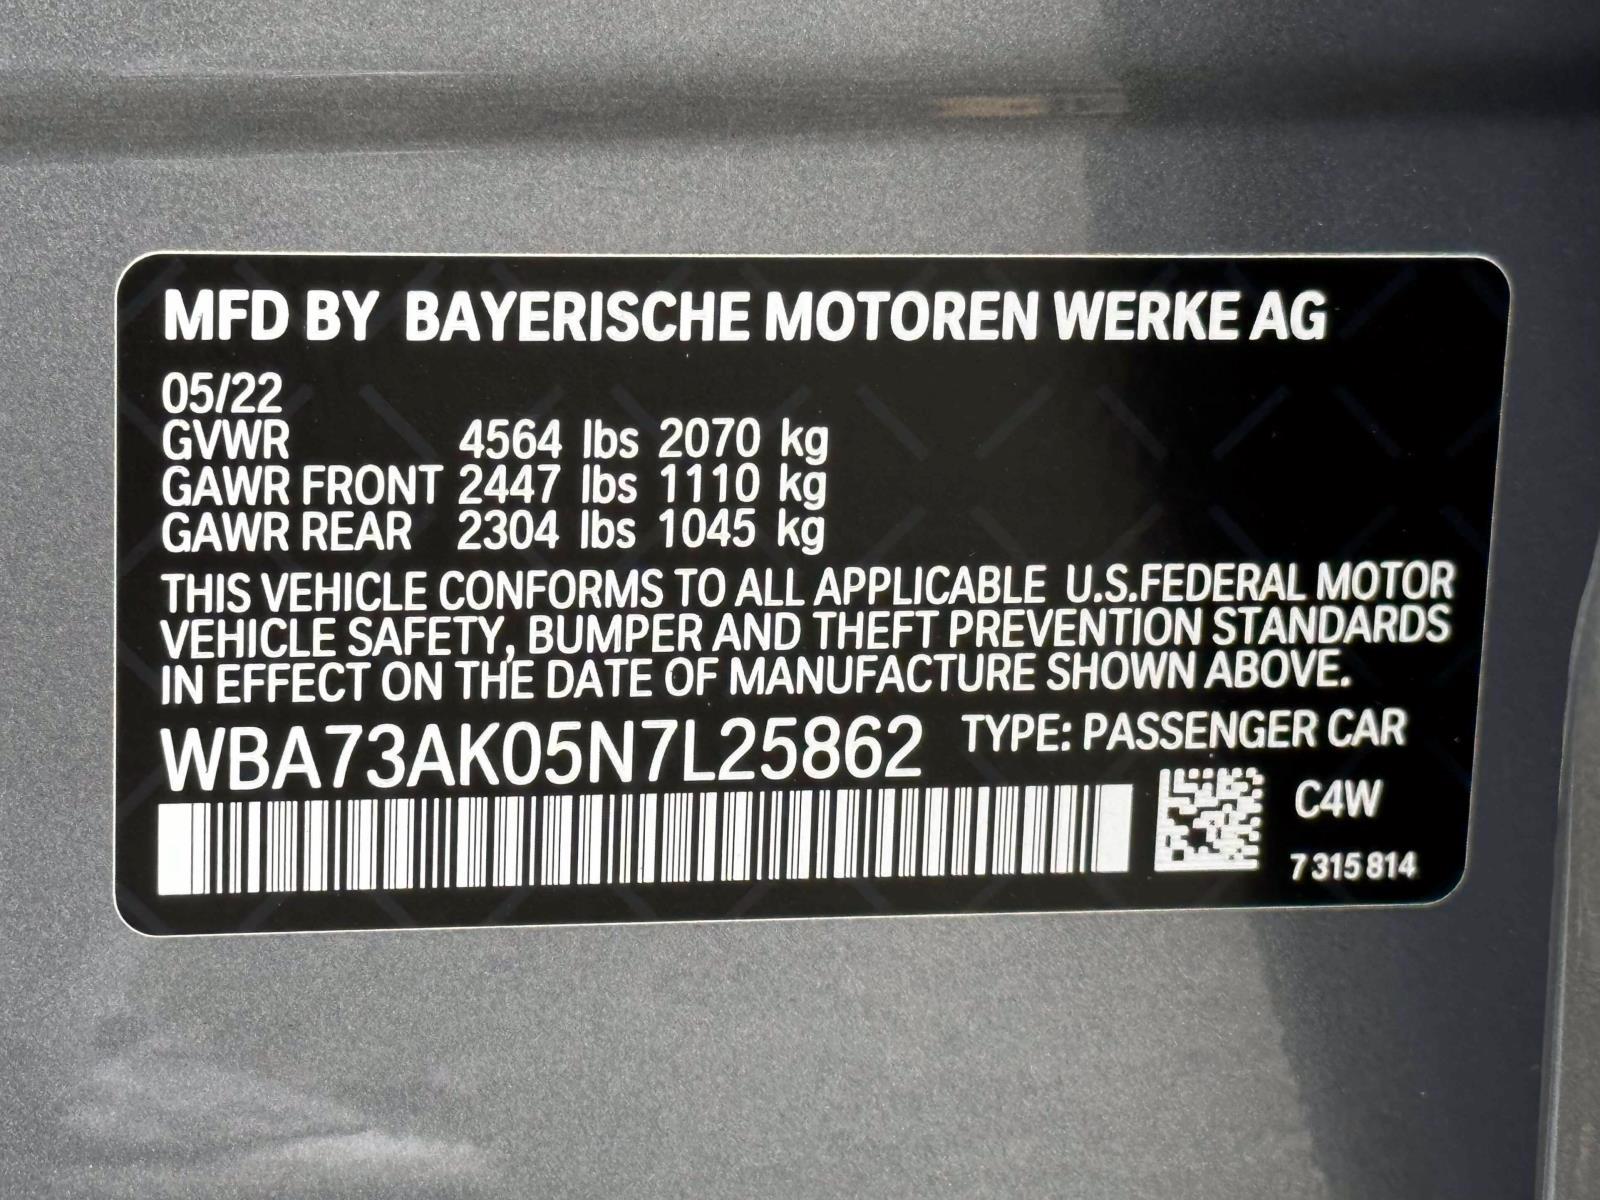 MFD BY BAYERISCHE MOTOREN WERKE AG
05/22
GVWR 4564 lbs 2070 kg
GAWR FRONT 2447 lbs 1110 kg
GAWR REAR 2304 lbs 1045 kg
THIS VEHICLE CONFORMS TO ALL APPLICABLE U.S.FEDERAL MOTOR
VEHICLE SAFETY, BUMPER AND THEFT PREVENTION STANDARDS
IN EFFECT ON THE DATE OF MANUFACTURE SHOWN ABOVE.
WBA73AK05N7L25862 TYPE: PASSENGER CAR
C4W
7 315 814